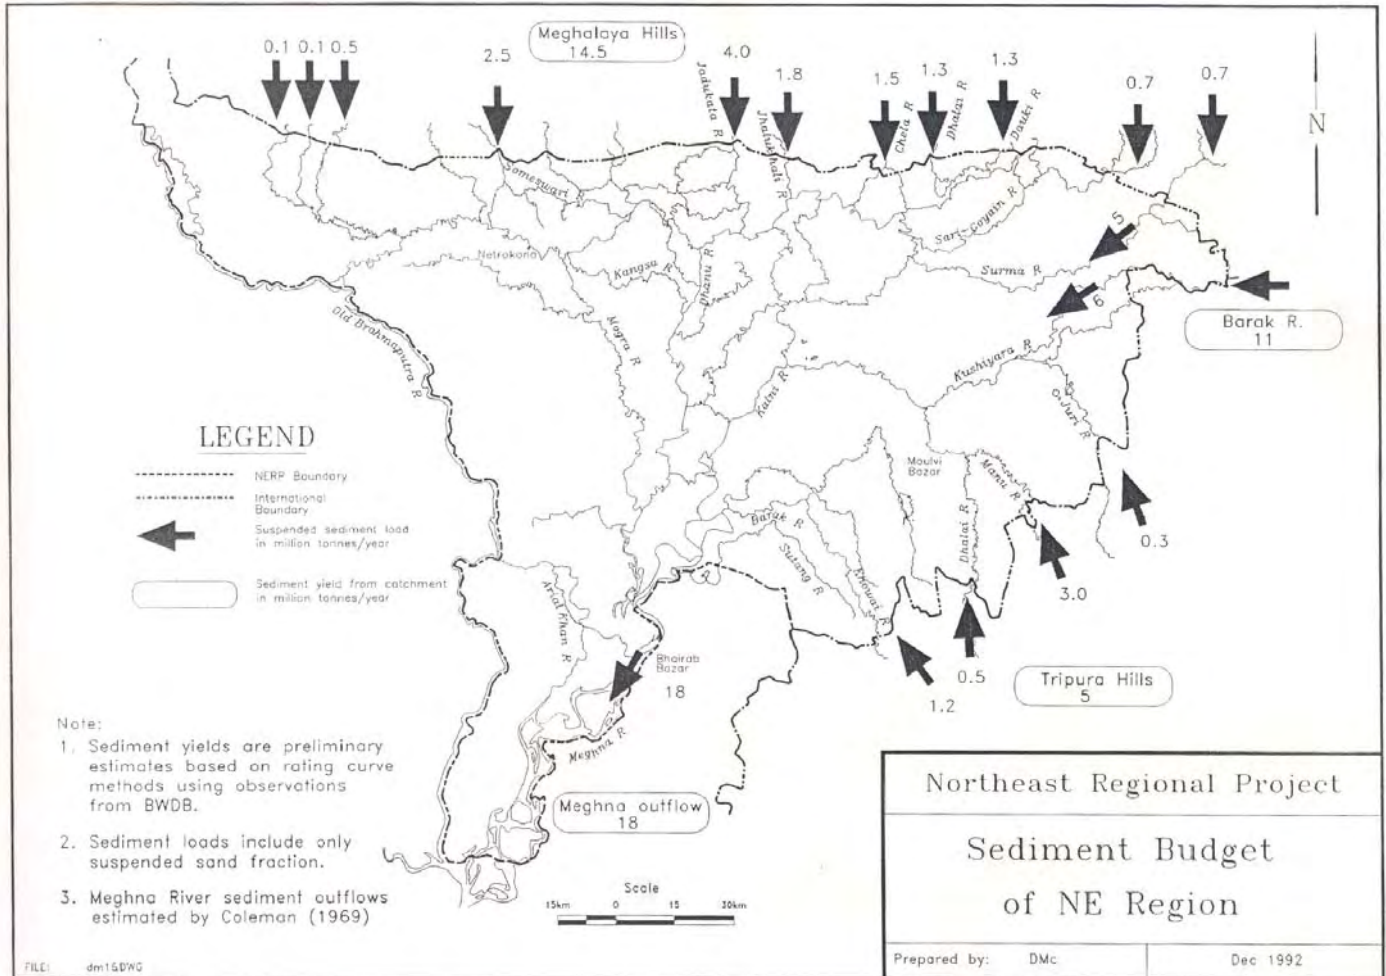 Meghalaya Hills
14.5
0.1
0.1
0.5
2.5
4.0
1.8
1.5
1.3
1.3
0.7
0.7
Jadukata R
Jhalukhali R
Chela R
Dhalai R
Dauki R
N
Someswari R
Sari-goyain R
5
Surma R
6
Barak R.
11
Netrokona
Kangsa R
Dhanu R
Mogra R
Old Brahmaputra R
Kalni R
Kushiyara R
Juri R
Moulvi
Bazar
Manu R
Dhalai R
Barak R
Sutang R
Khowai R
0.3
3.0
0.5
1.2
Tripura Hills
5
LEGEND
NERP Boundary
International
Boundary
Suspended sediment load
in million tonnes/year
Sediment yield from catchment
in million tonnes/year
Arial Khan R
Bhairab
Bazar
18
Meghna R
Meghna outflow
18
Note:
1. Sediment yields are preliminary
estimates based on rating curve
methods using observations
from BWDB.
2. Sediment loads include only
suspended sand fraction.
3. Meghna River sediment outflows
estimated by Coleman (1969)
Scale
15km 0 15 30km
Northeast Regional Project
Sediment Budget
of NE Region
Prepared by: DMc
Dec 1992
FILE: dm16DWG